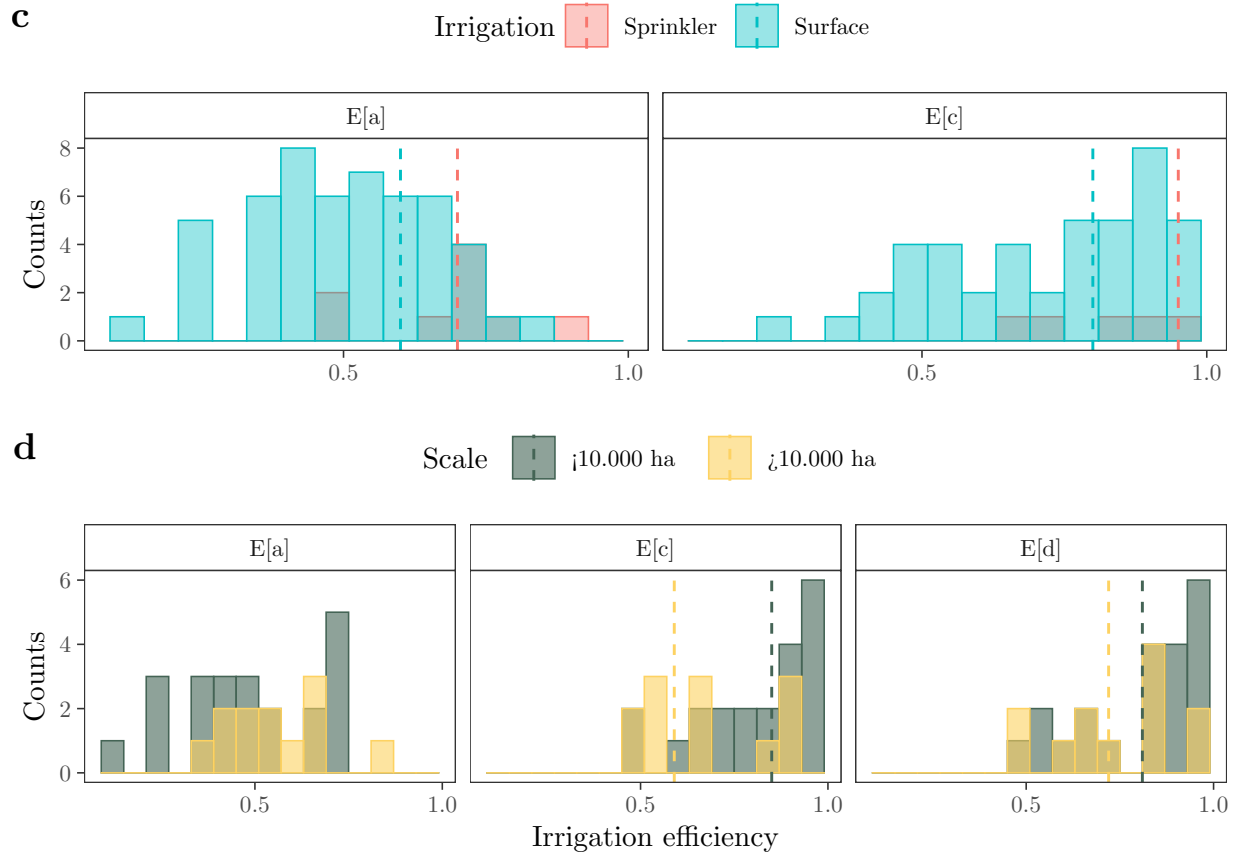 c
Irrigation Sprinkler Surface
E[a] E[c]
Counts
8
6
4
2
0
0.5 1.0 0.5 1.0
d
Scale ¡10.000 ha ¿10.000 ha
E[a] E[c] E[d]
Counts
6
4
2
0
0.5 1.0 0.5 1.0 0.5 1.0
Irrigation efficiency